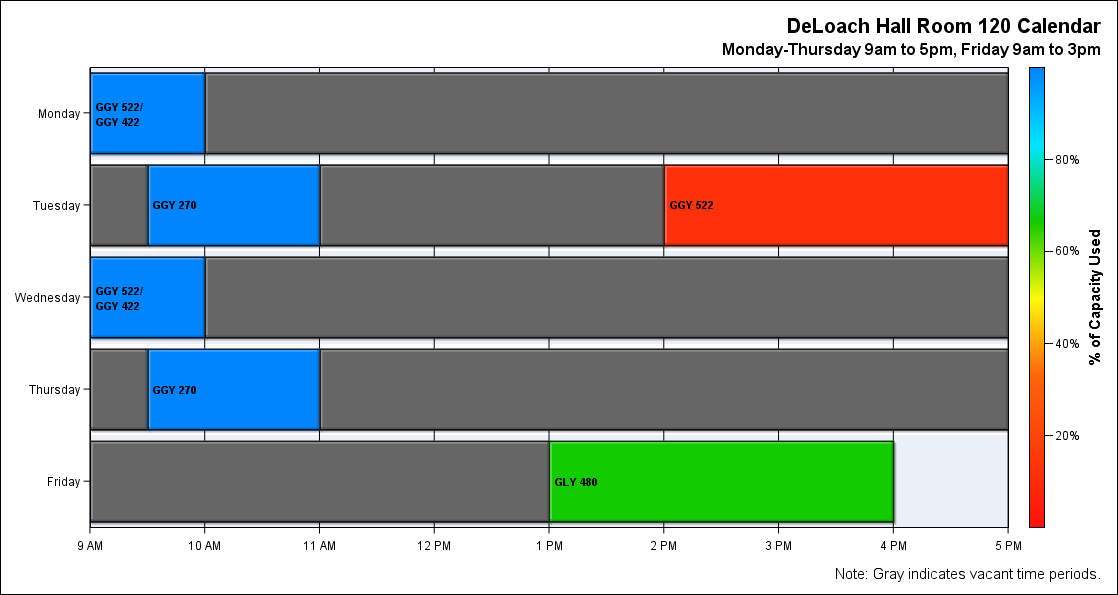 DeLoach Hall Room 120 Calendar
Monday-Thursday 9am to 5pm, Friday 9am to 3pm
Monday
GGY 522/
GGY 422
Tuesday
GGY 270
GGY 522
Wednesday
GGY 522/
GGY 422
Thursday
GGY 270
Friday
GLY 480
9 AM
10 AM
11 AM
12 PM
1 PM
2 PM
3 PM
4 PM
5 PM
80%
60%
40%
20%
% of Capacity Used
Note: Gray indicates vacant time periods.